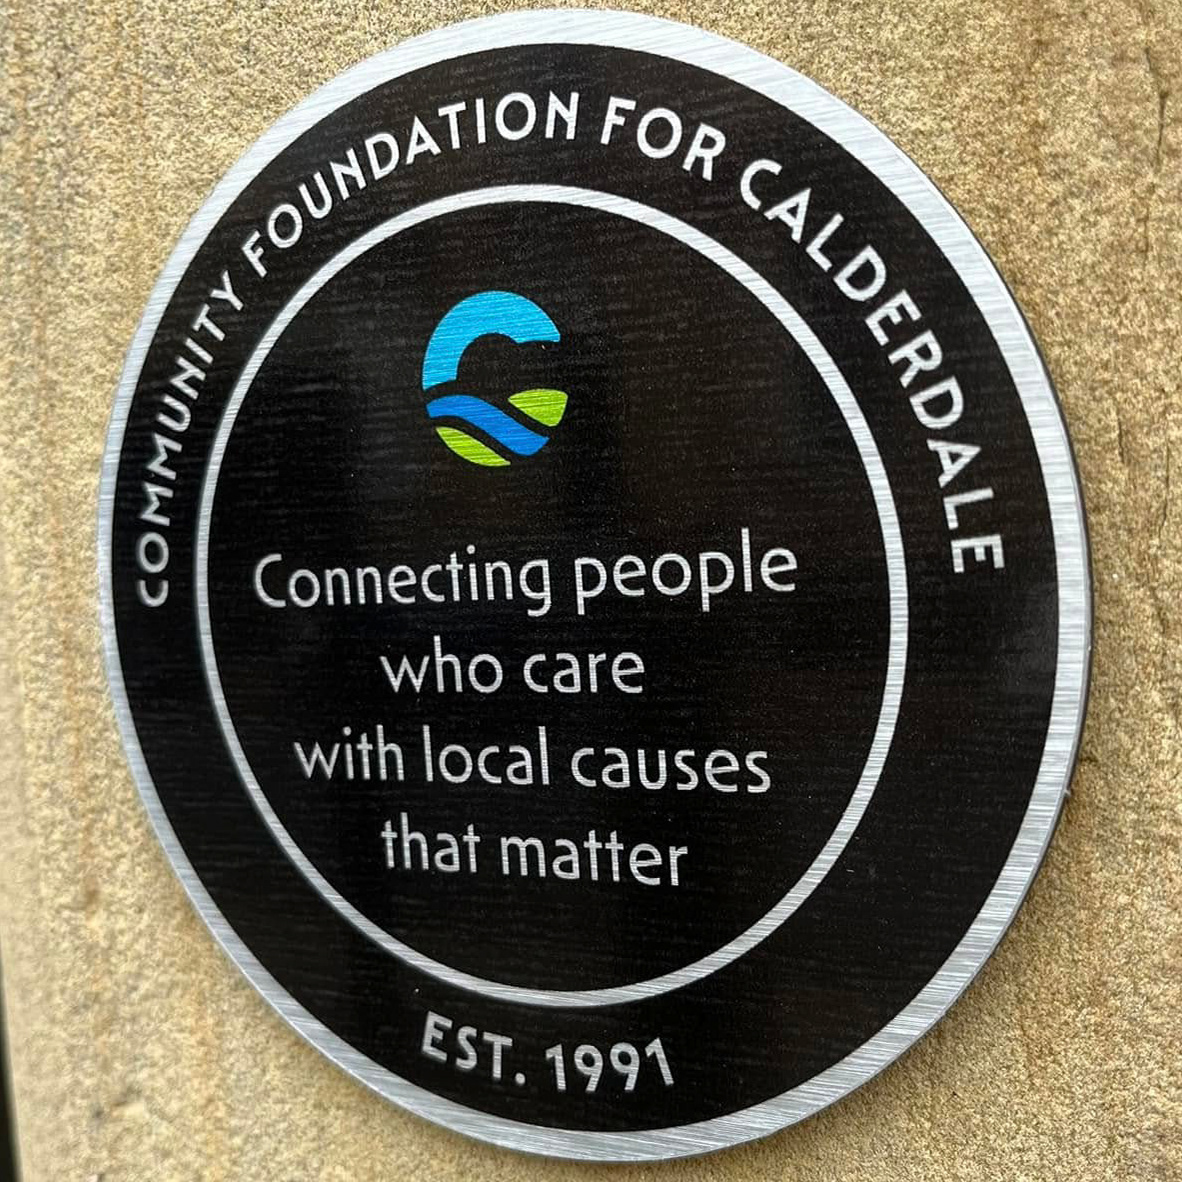 COMMUNITY FOUNDATION FOR CALDERDALE
Connecting people
who care
with local causes
that matter
EST. 1991